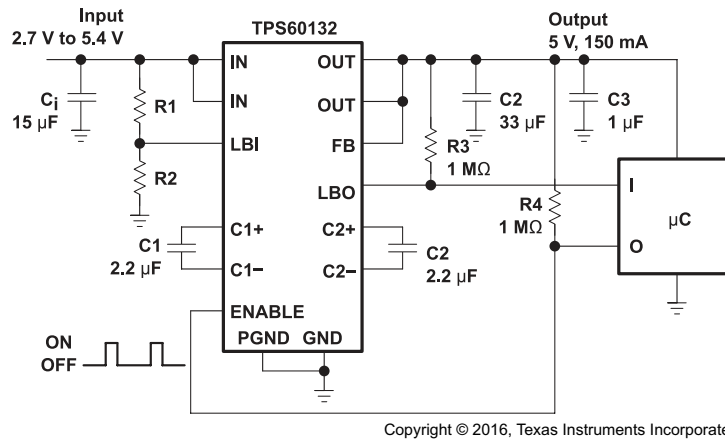 Input
2.7 V to 5.4 V
TPS60132
Output
5 V, 150 mA
IN
OUT
Ci
15 μF
R1
IN
OUT
C2
33 μF
C3
1 μF
LBI
FB
R3
1 MΩ
R2
LBO
R4
1 MΩ
I
μC
O
C1
2.2 μF
C1+
C1−
C2+
C2−
C2
2.2 μF
ENABLE
ON
OFF
PGND
GND
Copyright © 2016, Texas Instruments Incorporate